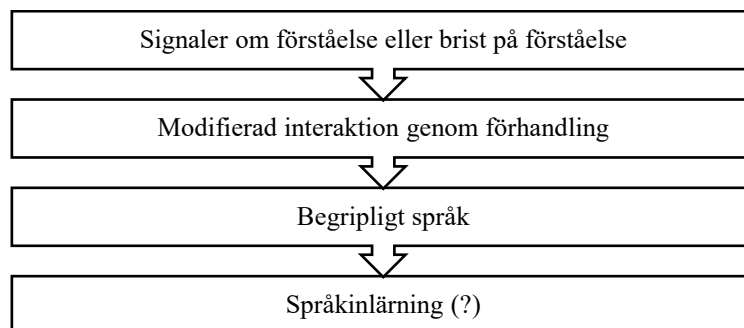 Signaler om förståelse eller brist på förståelse
Modifierad interaktion genom förhandling
Begripligt språk
Språkinlärning (?)